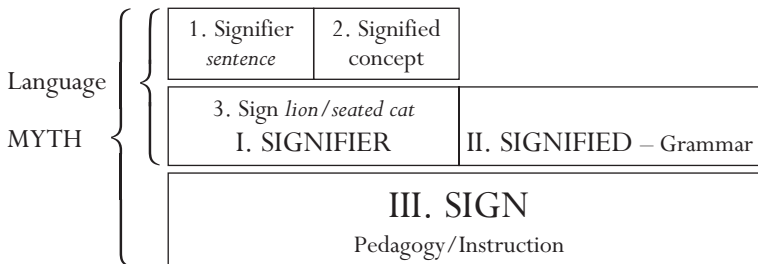 1. Signifier
sentence
2. Signified
concept
Language
MYTH
3. Sign lion/seated cat
I. SIGNIFIER
II. SIGNIFIED – Grammar
III. SIGN
Pedagogy/Instruction